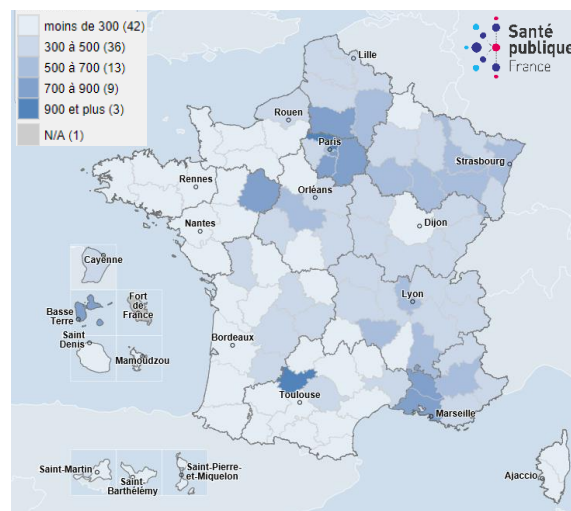 moins de 300 (42)
300 à 500 (36)
500 à 700 (13)
700 à 900 (9)
900 et plus (3)
N/A (1)
Santé
publique
France
Lille
Rouen
Paris
Strasbourg
Rennes
Orléans
Nantes
Dijon
Cayenne
Lyon
Basse
Terre
Fort
de
France
Saint
Denis
Mamoudzou
Bordeaux
Toulouse
Marseille
Saint-Martin
Saint-
Barthélémy
Saint-Pierre
et-Miquelon
Ajaccio